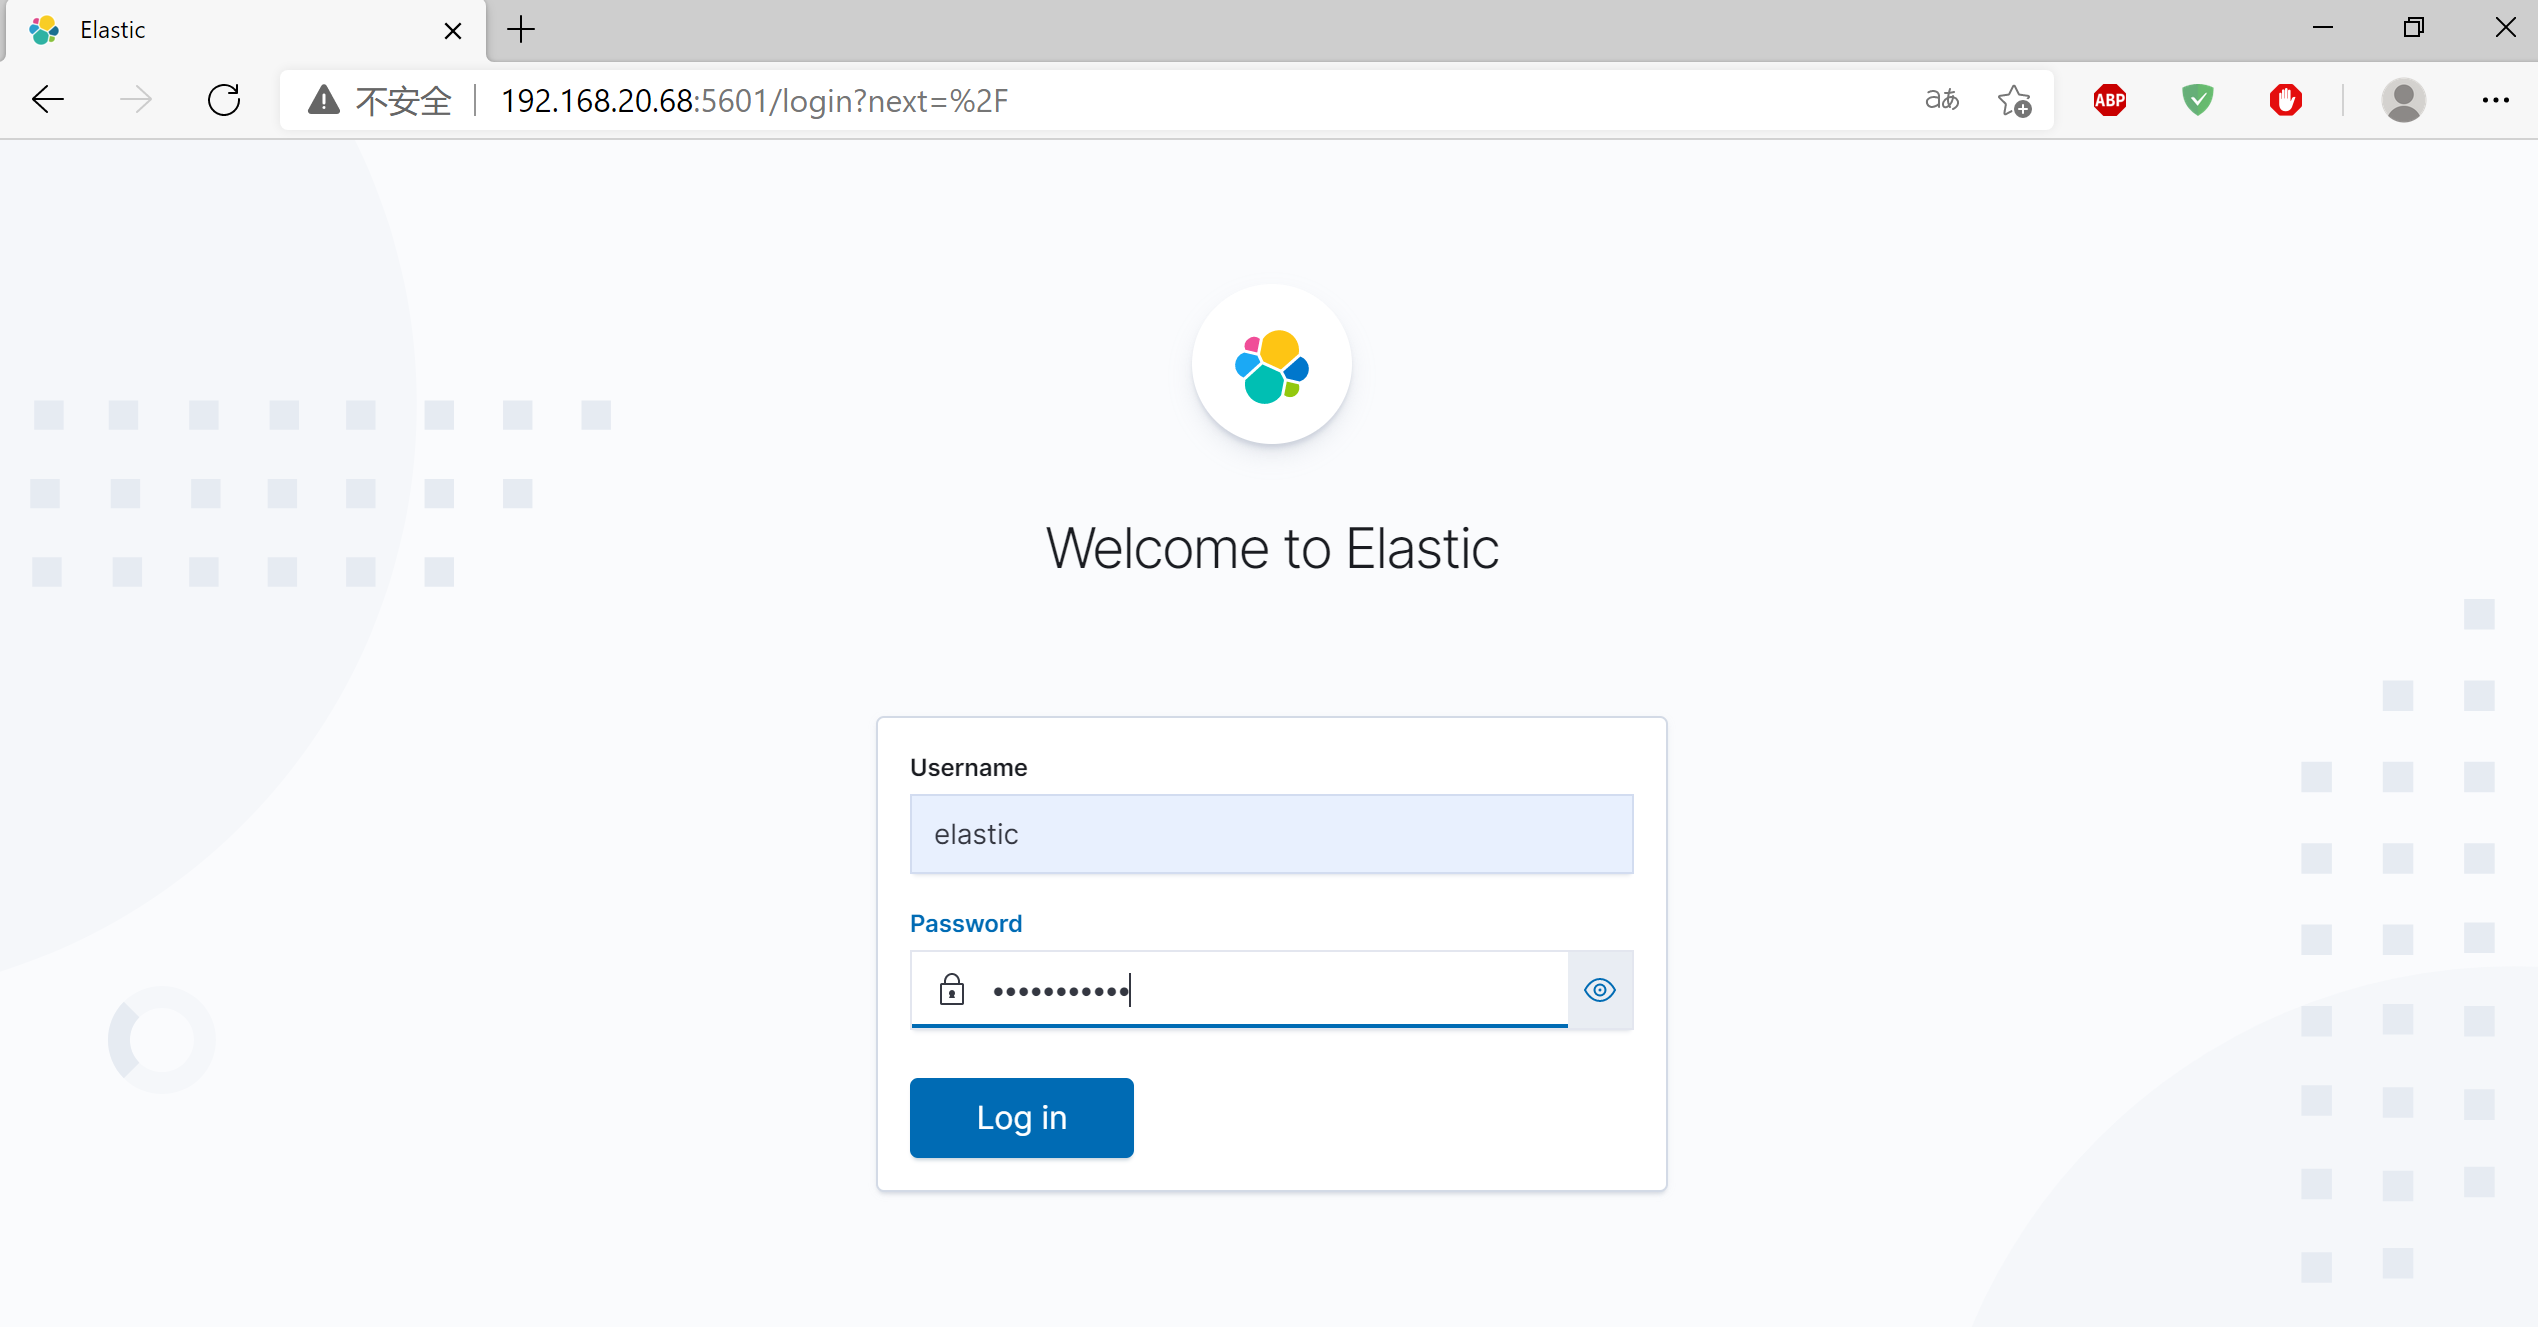 Elastic
不安全 192.168.20.68:5601/login?next=%2F
aあ
ABP
Welcome to Elastic
Username
elastic
Password
•••••••••••
Log in